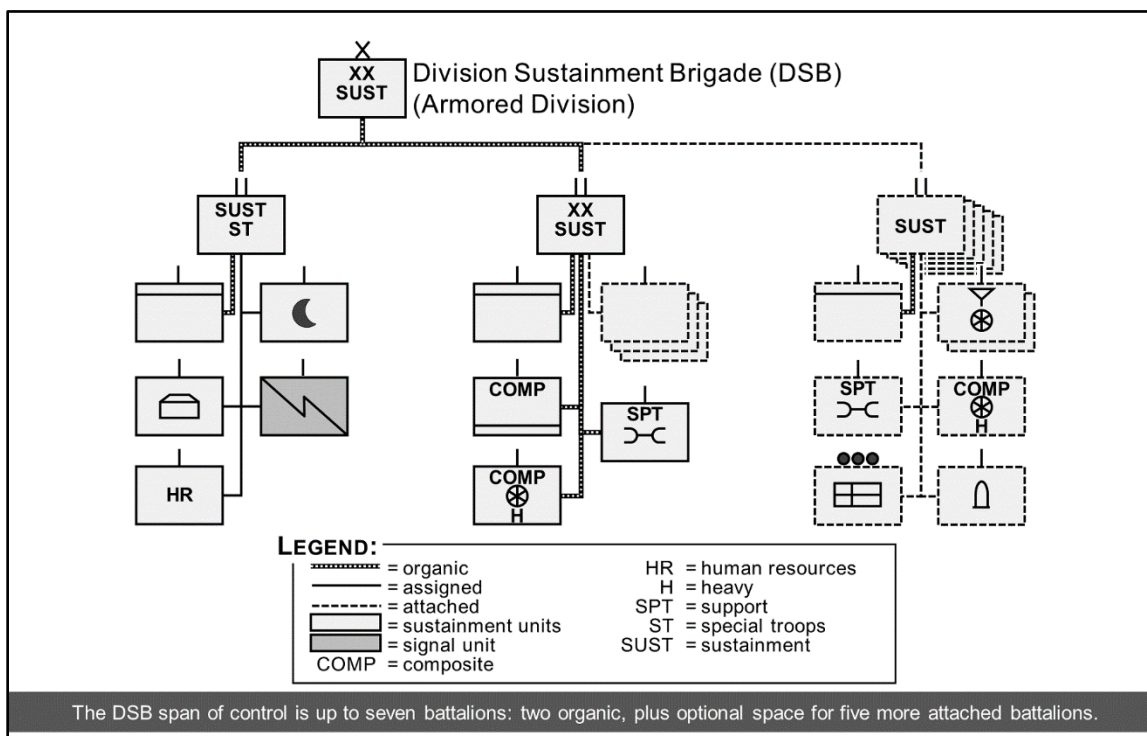 XX
SUST
Division Sustainment Brigade (DSB)
(Armored Division)
SUST
ST
XX
SUST
SUST
COMP
SPT
SPT
COMP
H
HR
COMP
H
LEGEND:
= organic
= assigned
= attached
= sustainment units
= signal unit
COMP = composite
HR = human resources
H = heavy
SPT = support
ST = special troops
SUST = sustainment
The DSB span of control is up to seven battalions: two organic, plus optional space for five more attached battalions.